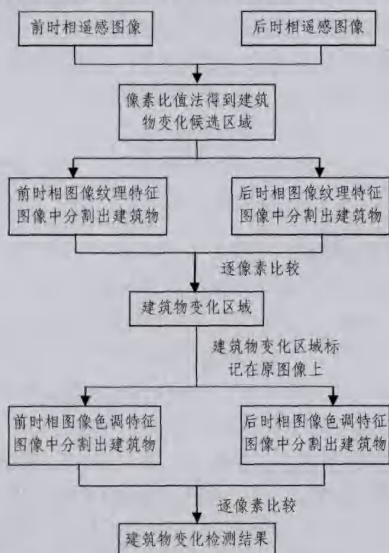 前时相遥感图像
后时相遥感图像
像素比值法得到建筑
物变化候选区域
前时相图像纹理特征
图像中分割出建筑物
后时相图像纹理特征
图像中分割出建筑物
逐像素比较
建筑物变化区域
建筑物变化区域标
记在原图像上
前时相图像色调特征
图像中分割出建筑物
后时相图像色调特征
图像中分割出建筑物
逐像素比较
建筑物变化检测结果